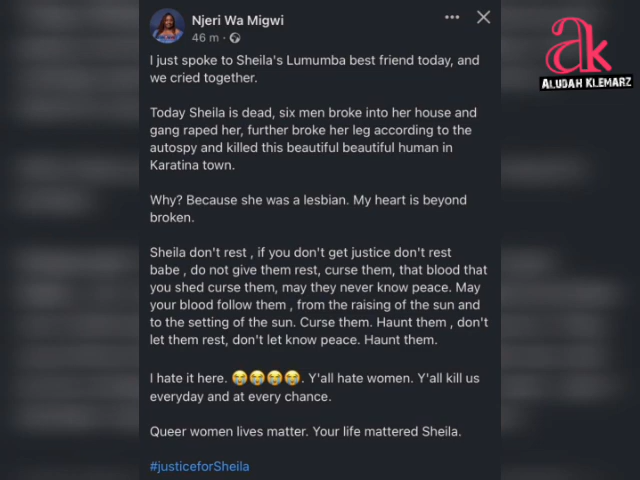 Njeri Wa Migwi
46 m ·
I just spoke to Sheila's Lumumba best friend today, and
we cried together.
Today Sheila is dead, six men broke into her house and
gang raped her, further broke her leg according to the
autospy and killed this beautiful beautiful human in
Karatina town.
Why? Because she was a lesbian. My heart is beyond
broken.
Sheila don't rest , if you don't get justice don't rest
babe , do not give them rest, curse them, that blood that
you shed curse them, may they never know peace. May
your blood follow them , from the raising of the sun and
to the setting of the sun. Curse them. Haunt them , don't
let them rest, don't let know peace. Haunt them.
I hate it here. 😭😭😭😭. Y'all hate women. Y'all kill us
everyday and at every chance.
Queer women lives matter. Your life mattered Sheila.
#justiceforSheila
ak
ALUDAH KLEMARZ